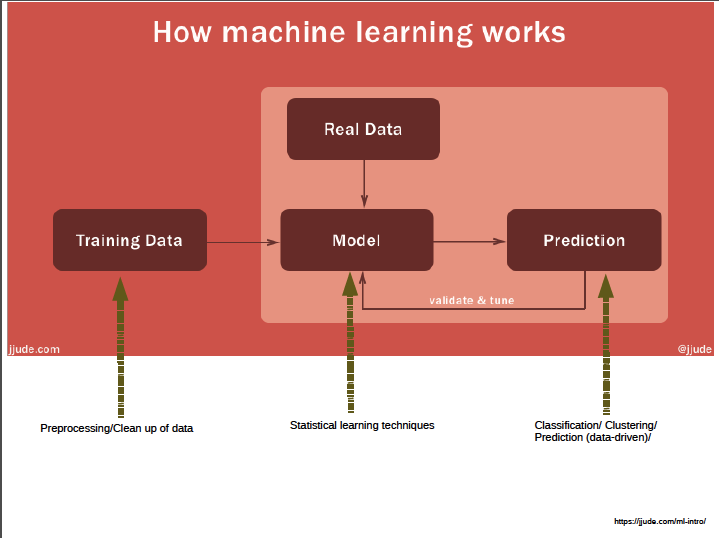 How machine learning works
Real Data
Training Data
Model
Prediction
validate & tune
jjude.com
@jjude
Preprocessing/Clean up of data
Statistical learning techniques
Classification/ Clustering/
Prediction (data-driven)/
https://jjude.com/ml-intro/